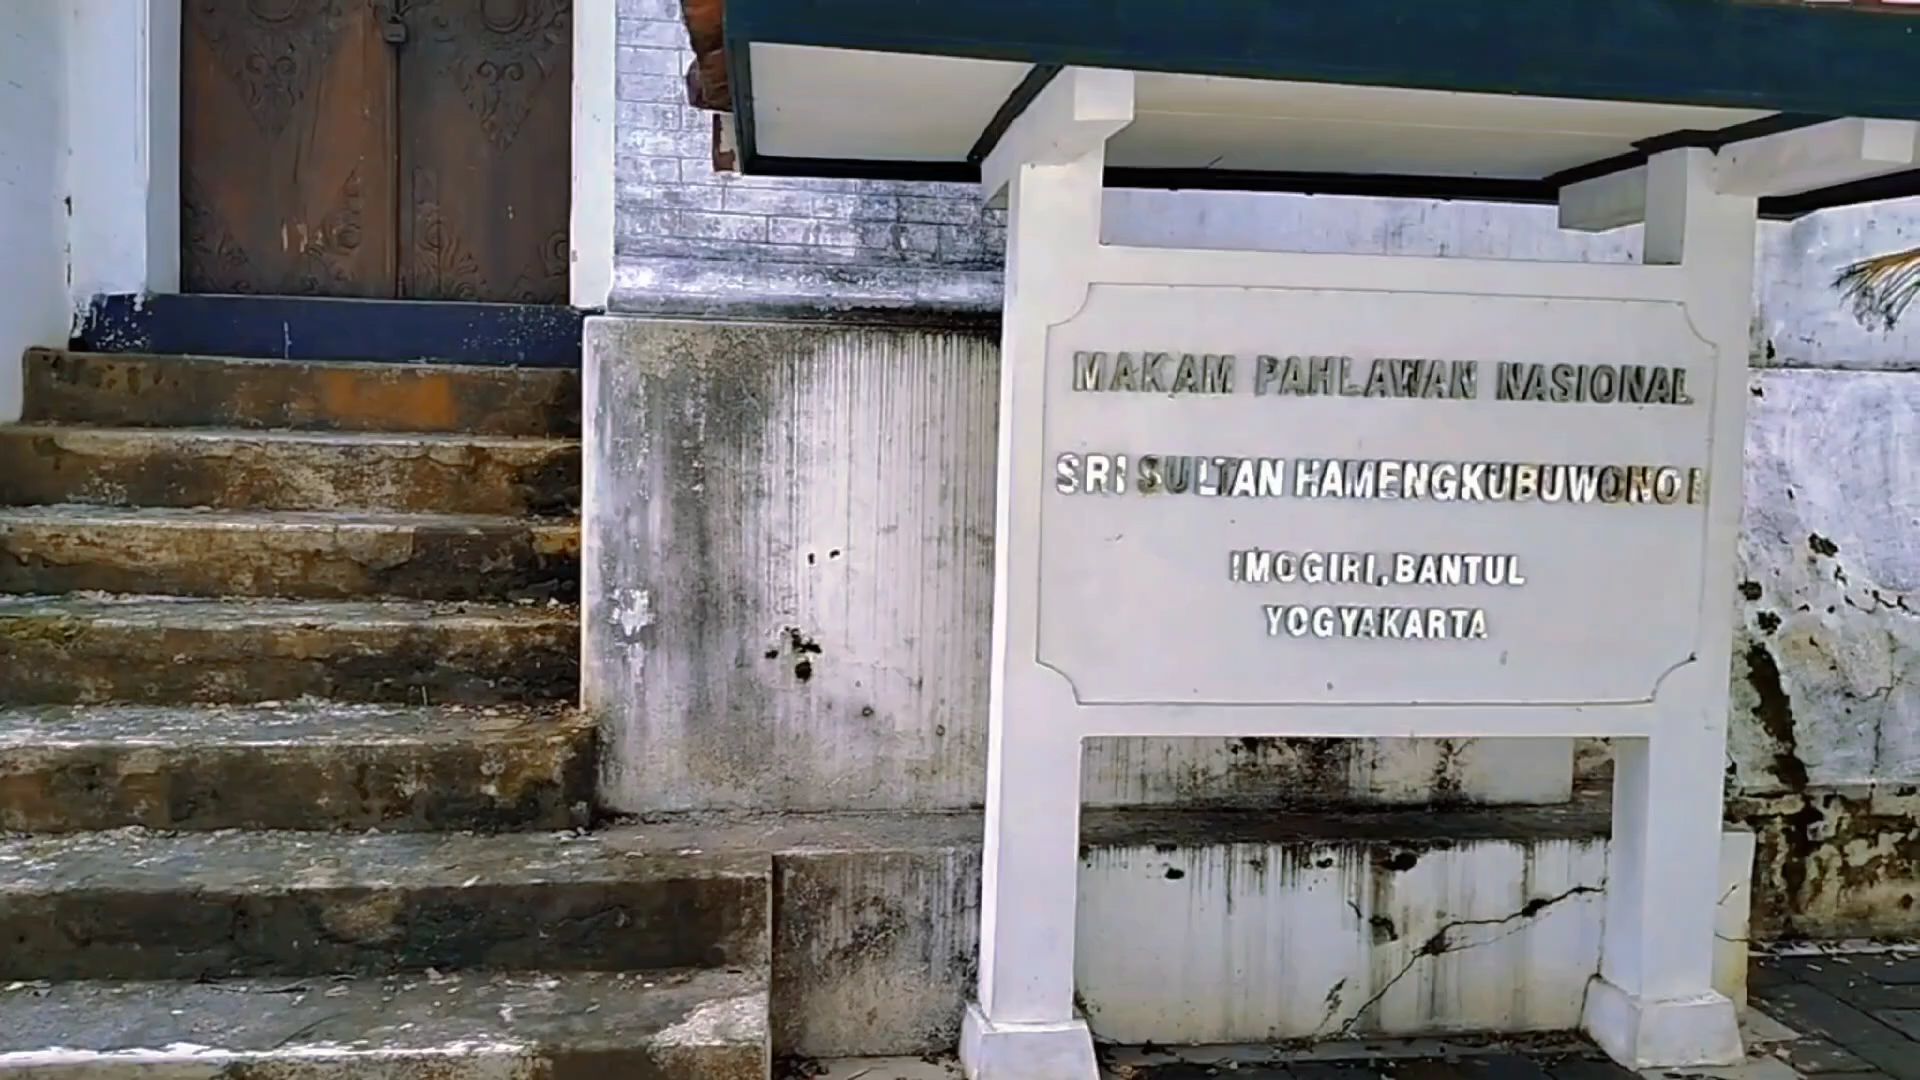 MAKAM PAHLAWAN NASIONAL
SRI SULTAN HAMENGKUBUWONO I
IMOGIRI, BANTUL
YOGYAKARTA